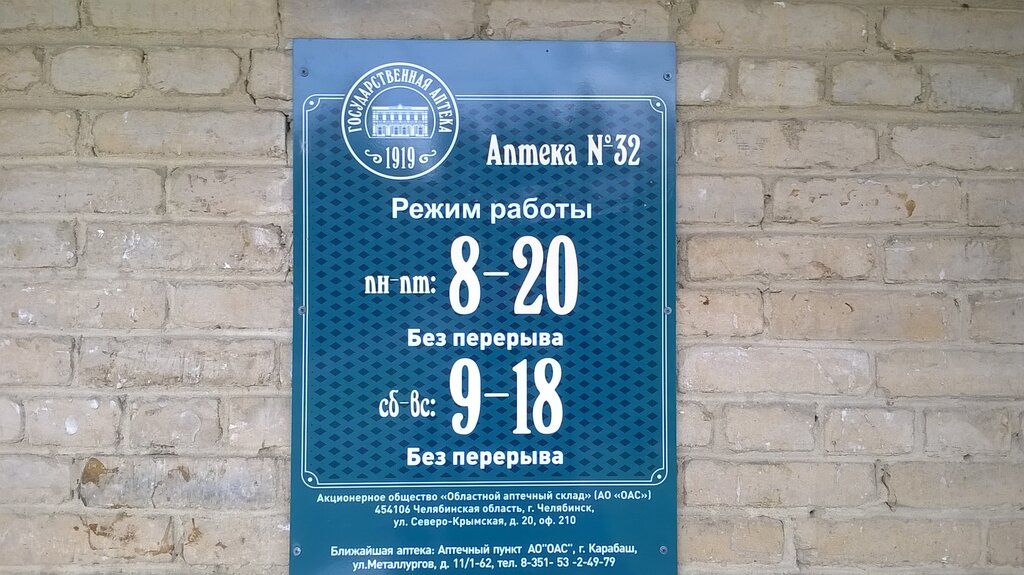 ГОСУДАРСТВЕННАЯ АПТЕКА
1919
Аптека №32
Режим работы
пн-пт: 8-20
Без перерыва
сб-вс: 9-18
Без перерыва
Акционерное общество «Областной аптечный склад» (АО «ОАС»)
454106 Челябинская область, г. Челябинск,
ул. Северо-Крымская, д. 20, оф. 210
Ближайшая аптека: Аптечный пункт АО"ОАС", г. Карабаш,
ул.Металлургов, д. 11/1-62, тел. 8-351- 53 -2-49-79